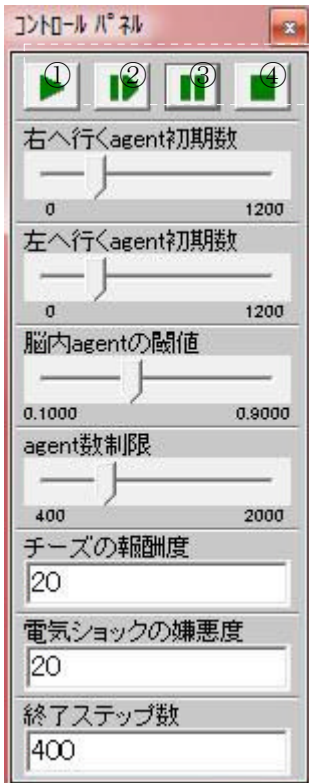 コントロール パネル
① ② ③ ④
右へ行くagent初期数
0 1200
左へ行くagent初期数
0 1200
脳内agentの閾値
0.1000 0.9000
agent数制限
400 2000
チーズの報酬度
20
電気ショックの嫌悪度
20
終了ステップ数
400